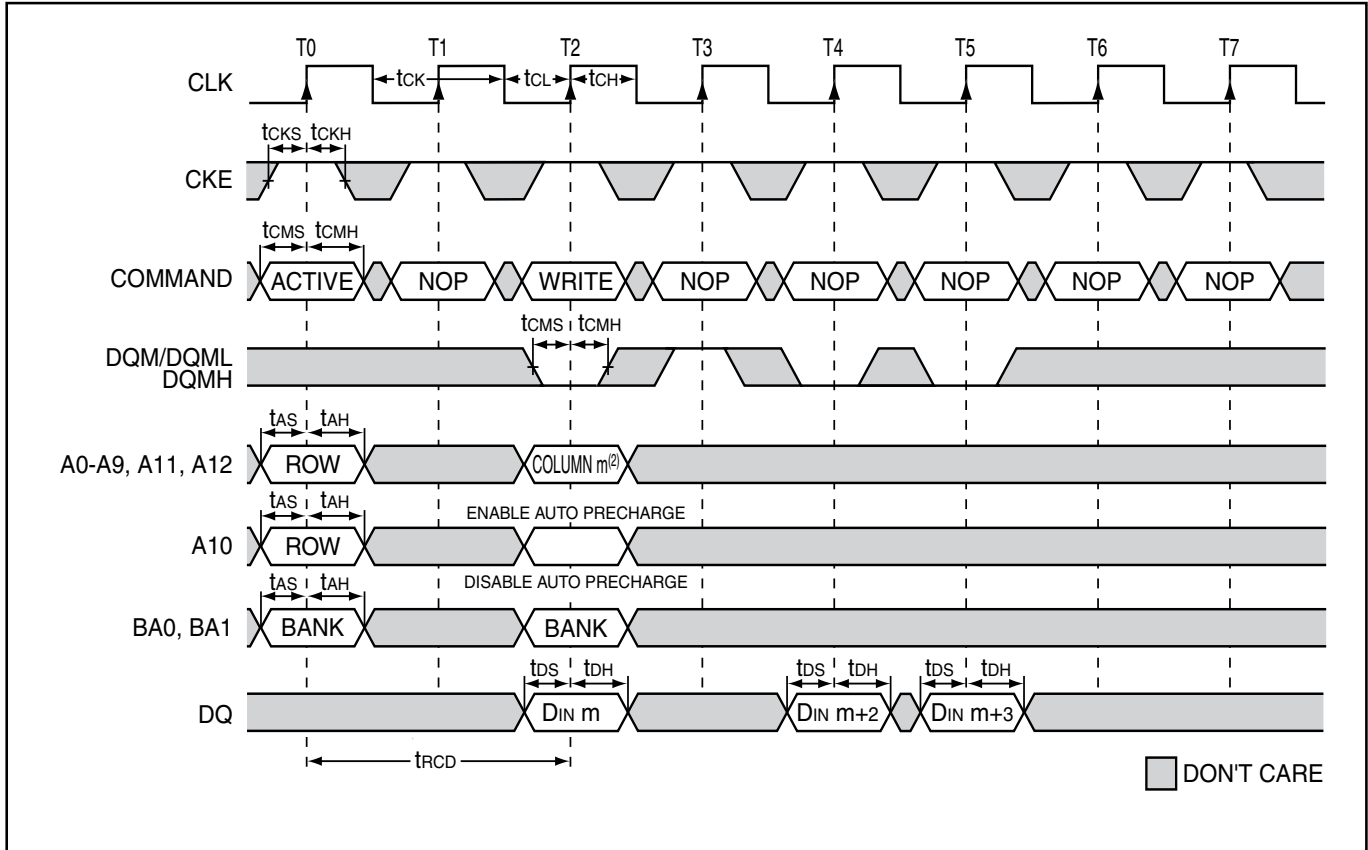 T0 T1 T2 T3 T4 T5 T6 T7
CLK
tCK tCL tCH
tCKS tCKH
CKE
tCMS tCMH
COMMAND ACTIVE NOP WRITE NOP NOP NOP NOP NOP
tCMS tCMH
DQM/DQML
DQMH
tAS tAH
A0-A9, A11, A12 ROW COLUMN m(2)
tAS tAH ENABLE AUTO PRECHARGE
A10 ROW
tAS tAH DISABLE AUTO PRECHARGE
BA0, BA1 BANK BANK
tDS tDH tDS tDH tDS tDH
DQ DIN m DIN m+2 DIN m+3
tRCD
DON'T CARE